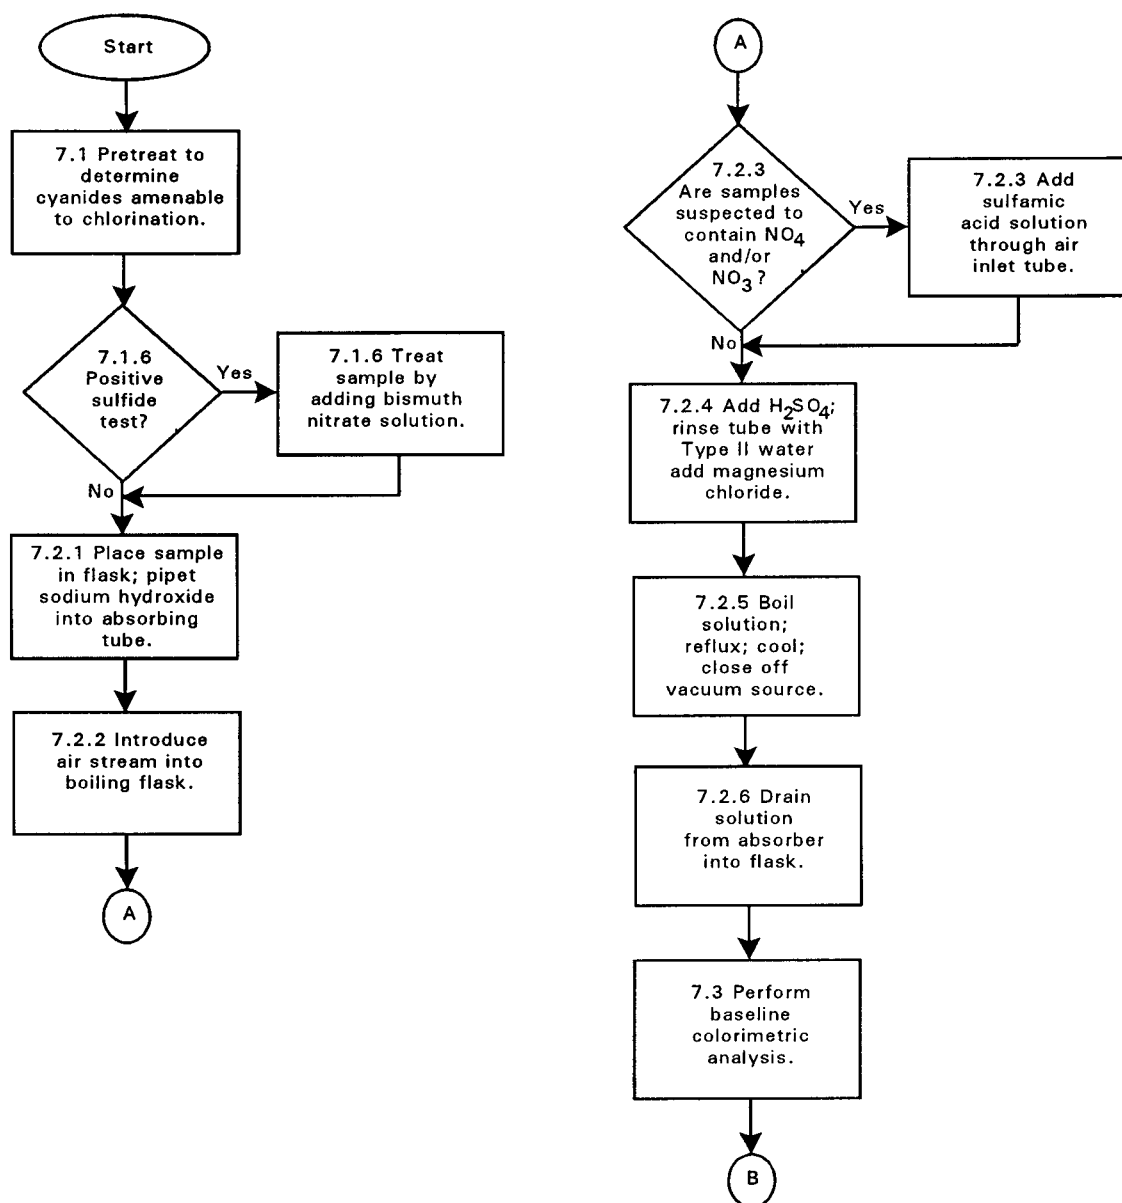 Start
7.1 Pretreat to
determine
cyanides amenable
to chlorination.
7.1.6
Positive
sulfide
test?
Yes
7.1.6 Treat
sample by
adding bismuth
nitrate solution.
No
7.2.1 Place sample
in flask; pipet
sodium hydroxide
into absorbing
tube.
7.2.2 Introduce
air stream into
boiling flask.
A
A
7.2.3
Are samples
suspected to
contain NO4
and/or
NO3?
Yes
7.2.3 Add
sulfamic
acid solution
through air
inlet tube.
No
7.2.4 Add H2SO4;
rinse tube with
Type II water
add magnesium
chloride.
7.2.5 Boil
solution;
reflux; cool;
close off
vacuum source.
7.2.6 Drain
solution
from absorber
into flask.
7.3 Perform
baseline
colorimetric
analysis.
B